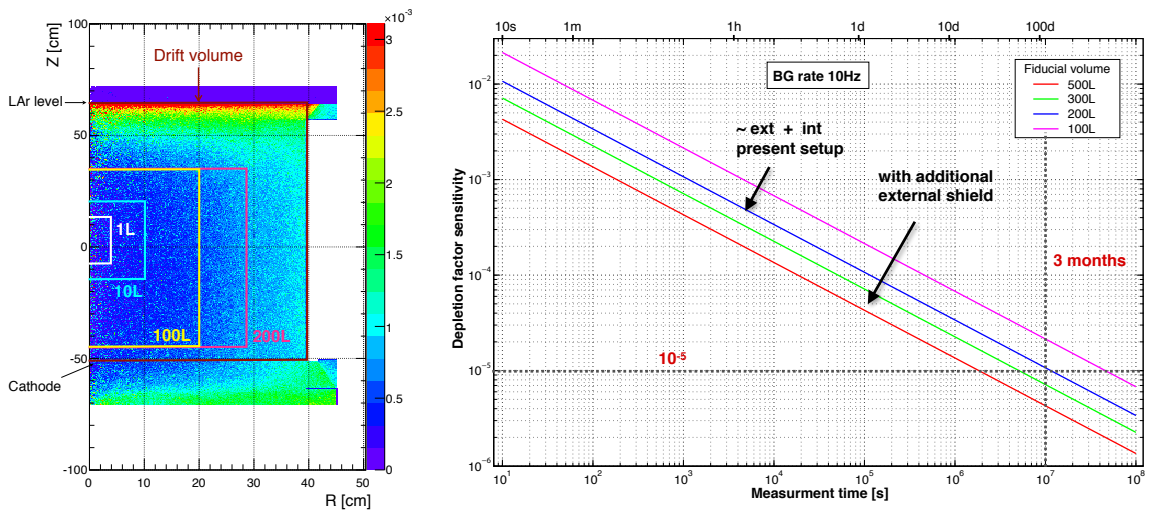 ×10⁻³
Z [cm]
100
50
0
-50
-100
Drift volume
LAr level
1L
10L
100L
200L
Cathode
0 10 20 30 40 50
R [cm]
3
2.5
2
1.5
1
0.5
0
10s 1m 1h 1d 10d 100d
Depletion factor sensitivity
10⁻²
10⁻³
10⁻⁴
10⁻⁵
10⁻⁶
BG rate 10Hz
Fiducial volume
500L
300L
200L
100L
~ ext + int
present setup
with additional
external shield
3 months
10⁻⁵
10¹ 10² 10³ 10⁴ 10⁵ 10⁶ 10⁷ 10⁸
Measurment time [s]